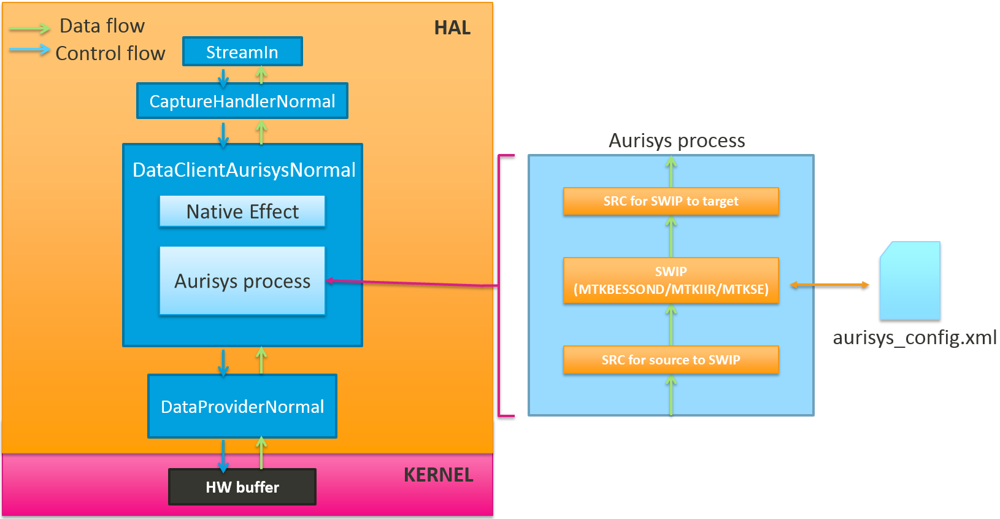 Data flow
Control flow
HAL
StreamIn
CaptureHandlerNormal
DataClientAurisysNormal
Native Effect
Aurisys process
DataProviderNormal
KERNEL
HW buffer
Aurisys process
SRC for SWIP to target
SWIP
(MTKBESSOND/MTKIIR/MTKSE)
SRC for source to SWIP
aurisys_config.xml